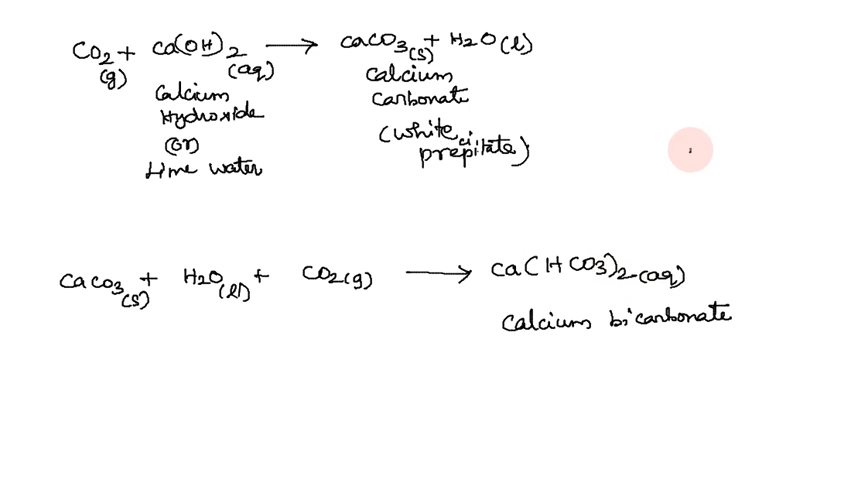 CO2 + Ca(OH)2 → CaCO3(s) + H2O(l)
(g) (aq)
Calcium Hydroxide (or) Lime water
Calcium Carbonate
(white precipitate)
CaCO3(s) + H2O(l) + CO2(g) → Ca(HCO3)2(aq)
Calcium bicarbonate